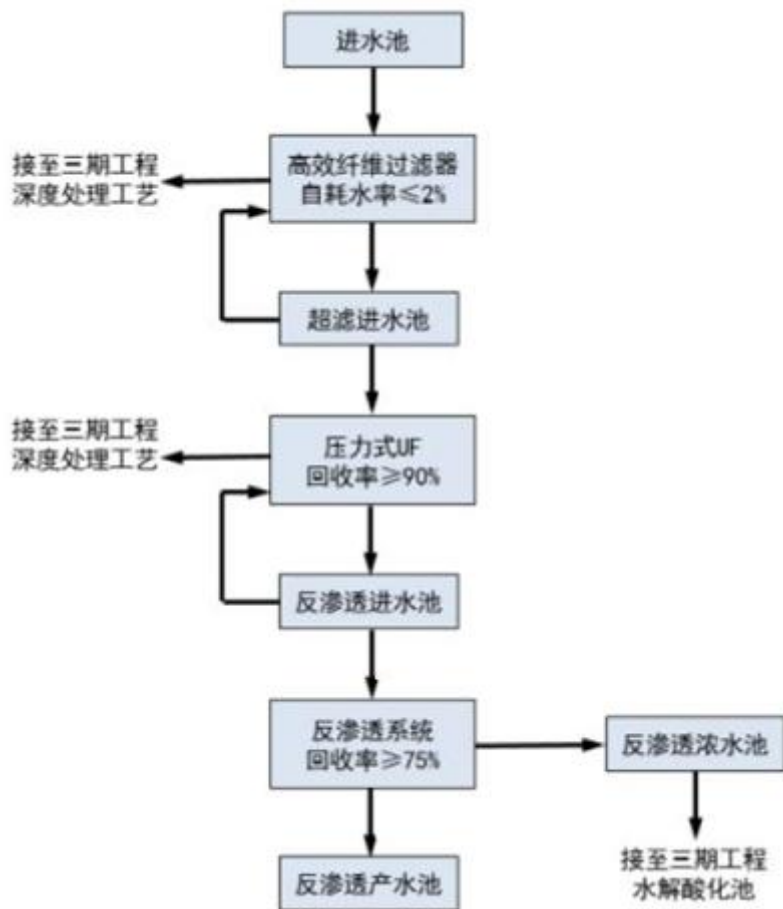 进水池
接至三期工程
深度处理工艺
高效纤维过滤器
自耗水率≤2%
超滤进水池
接至三期工程
深度处理工艺
压力式UF
回收率≥90%
反渗透进水池
反渗透系统
回收率≥75%
反渗透浓水池
反渗透产水池
接至三期工程
水解酸化池